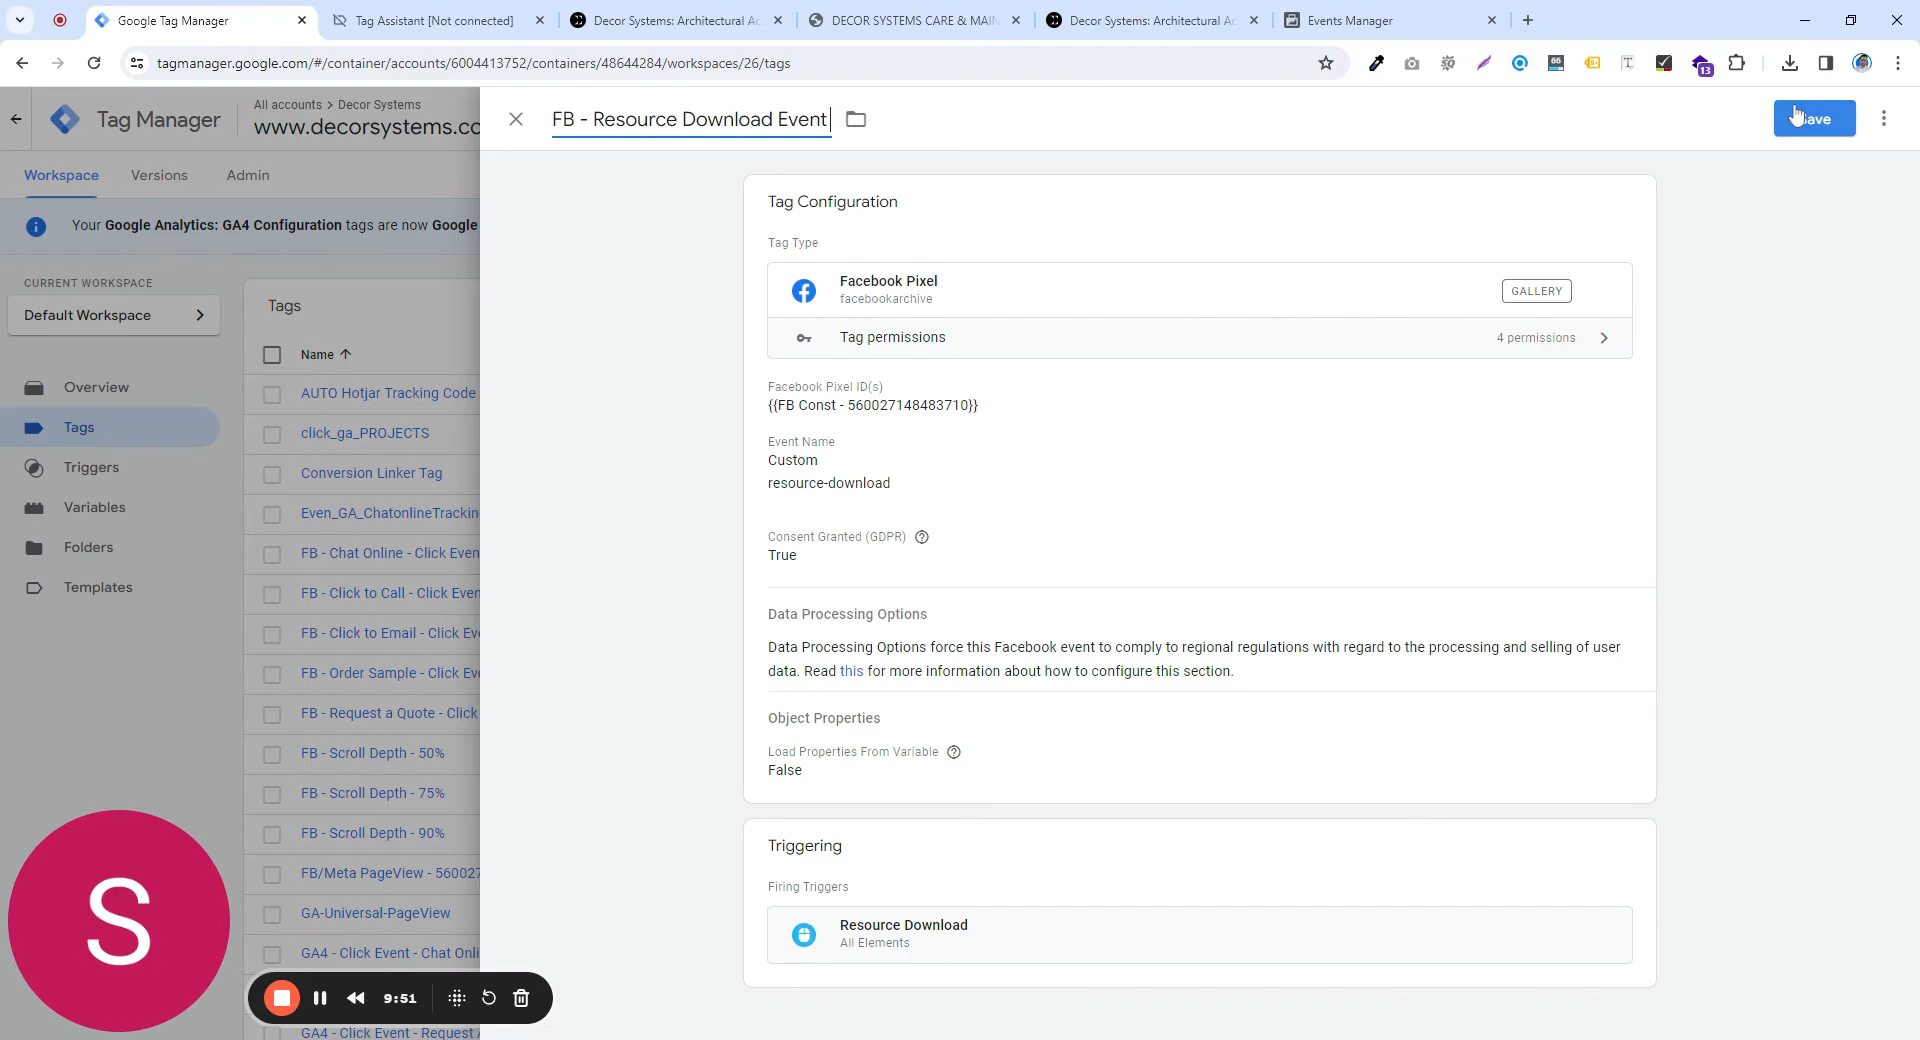 Google Tag Manager
Tag Assistant [Not connected]
Decor Systems: Architectural Ac
DECOR SYSTEMS CARE & MAIN
Decor Systems: Architectural Ac
Events Manager
tagmanager.google.com/#/container/accounts/6004413752/containers/48644284/workspaces/26/tags
13
Tag Manager
All accounts > Decor Systems
www.decorsystems.co
FB - Resource Download Event
Workspace
Versions
Admin
Your Google Analytics: GA4 Configuration tags are now Google
CURRENT WORKSPACE
Default Workspace
Overview
Tags
Triggers
Variables
Folders
Templates
Tags
Name
AUTO Hotjar Tracking Code
click_ga_PROJECTS
Conversion Linker Tag
Even_GA_ChatonlineTrackin
FB - Chat Online - Click Even
FB - Click to Call - Click Even
FB - Click to Email - Click Eve
FB - Order Sample - Click Eve
FB - Request a Quote - Click
FB - Scroll Depth - 50%
FB - Scroll Depth - 75%
FB - Scroll Depth - 90%
FB/Meta PageView - 560027
GA-Universal-PageView
GA4 - Click Event - Chat Onli
GA4 - Click Event - Request
Tag Configuration
Tag Type
Facebook Pixel
facebookarchive
GALLERY
Tag permissions
4 permissions
Facebook Pixel ID(s)
{{FB Const - 560027148483710}}
Event Name
Custom
resource-download
Consent Granted (GDPR)
True
Data Processing Options
Data Processing Options force this Facebook event to comply to regional regulations with regard to the processing and selling of user
data. Read this for more information about how to configure this section.
Object Properties
Load Properties From Variable
False
Triggering
Firing Triggers
Resource Download
All Elements
S
9:51